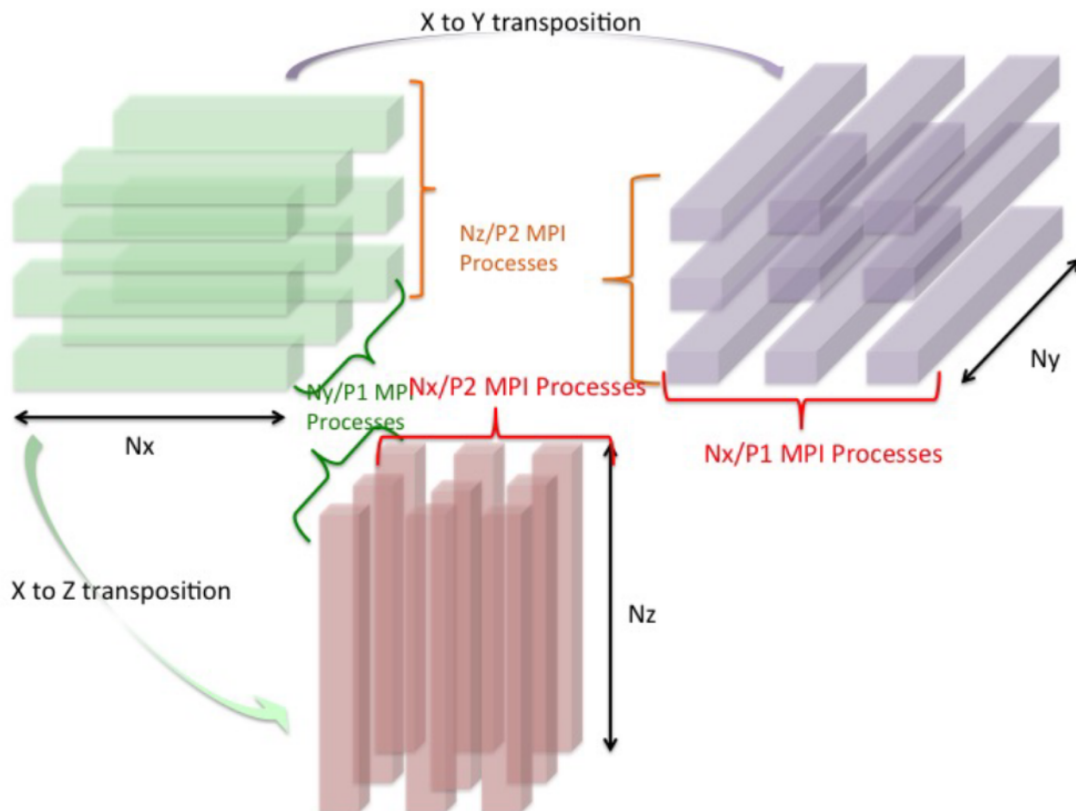 X to Y transposition
Nz/P2 MPI
Processes
Ny
Nx/P2 MPI Processes
Ny/P1 MPI
Processes
Nx
Nx/P1 MPI Processes
X to Z transposition
Nz